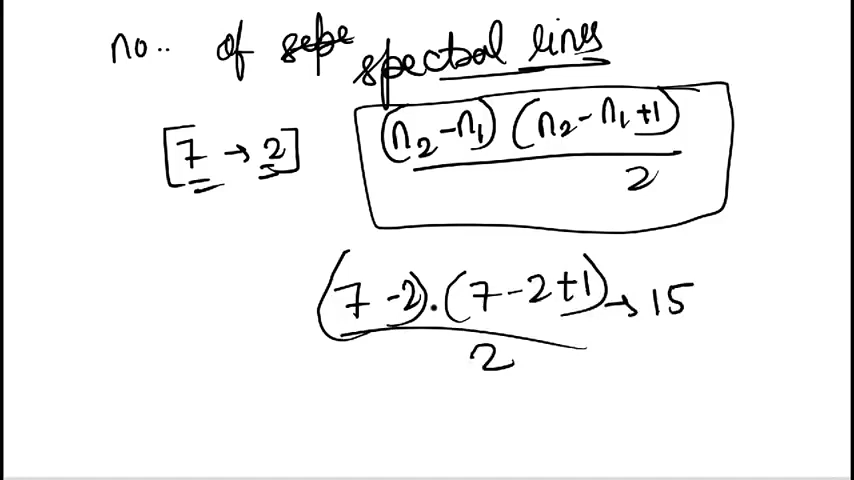 no.. of spectral lines
[7 → 2] (n₂-n₁) (n₂-n₁+1)
2
(7-2).(7-2+1) → 15
2